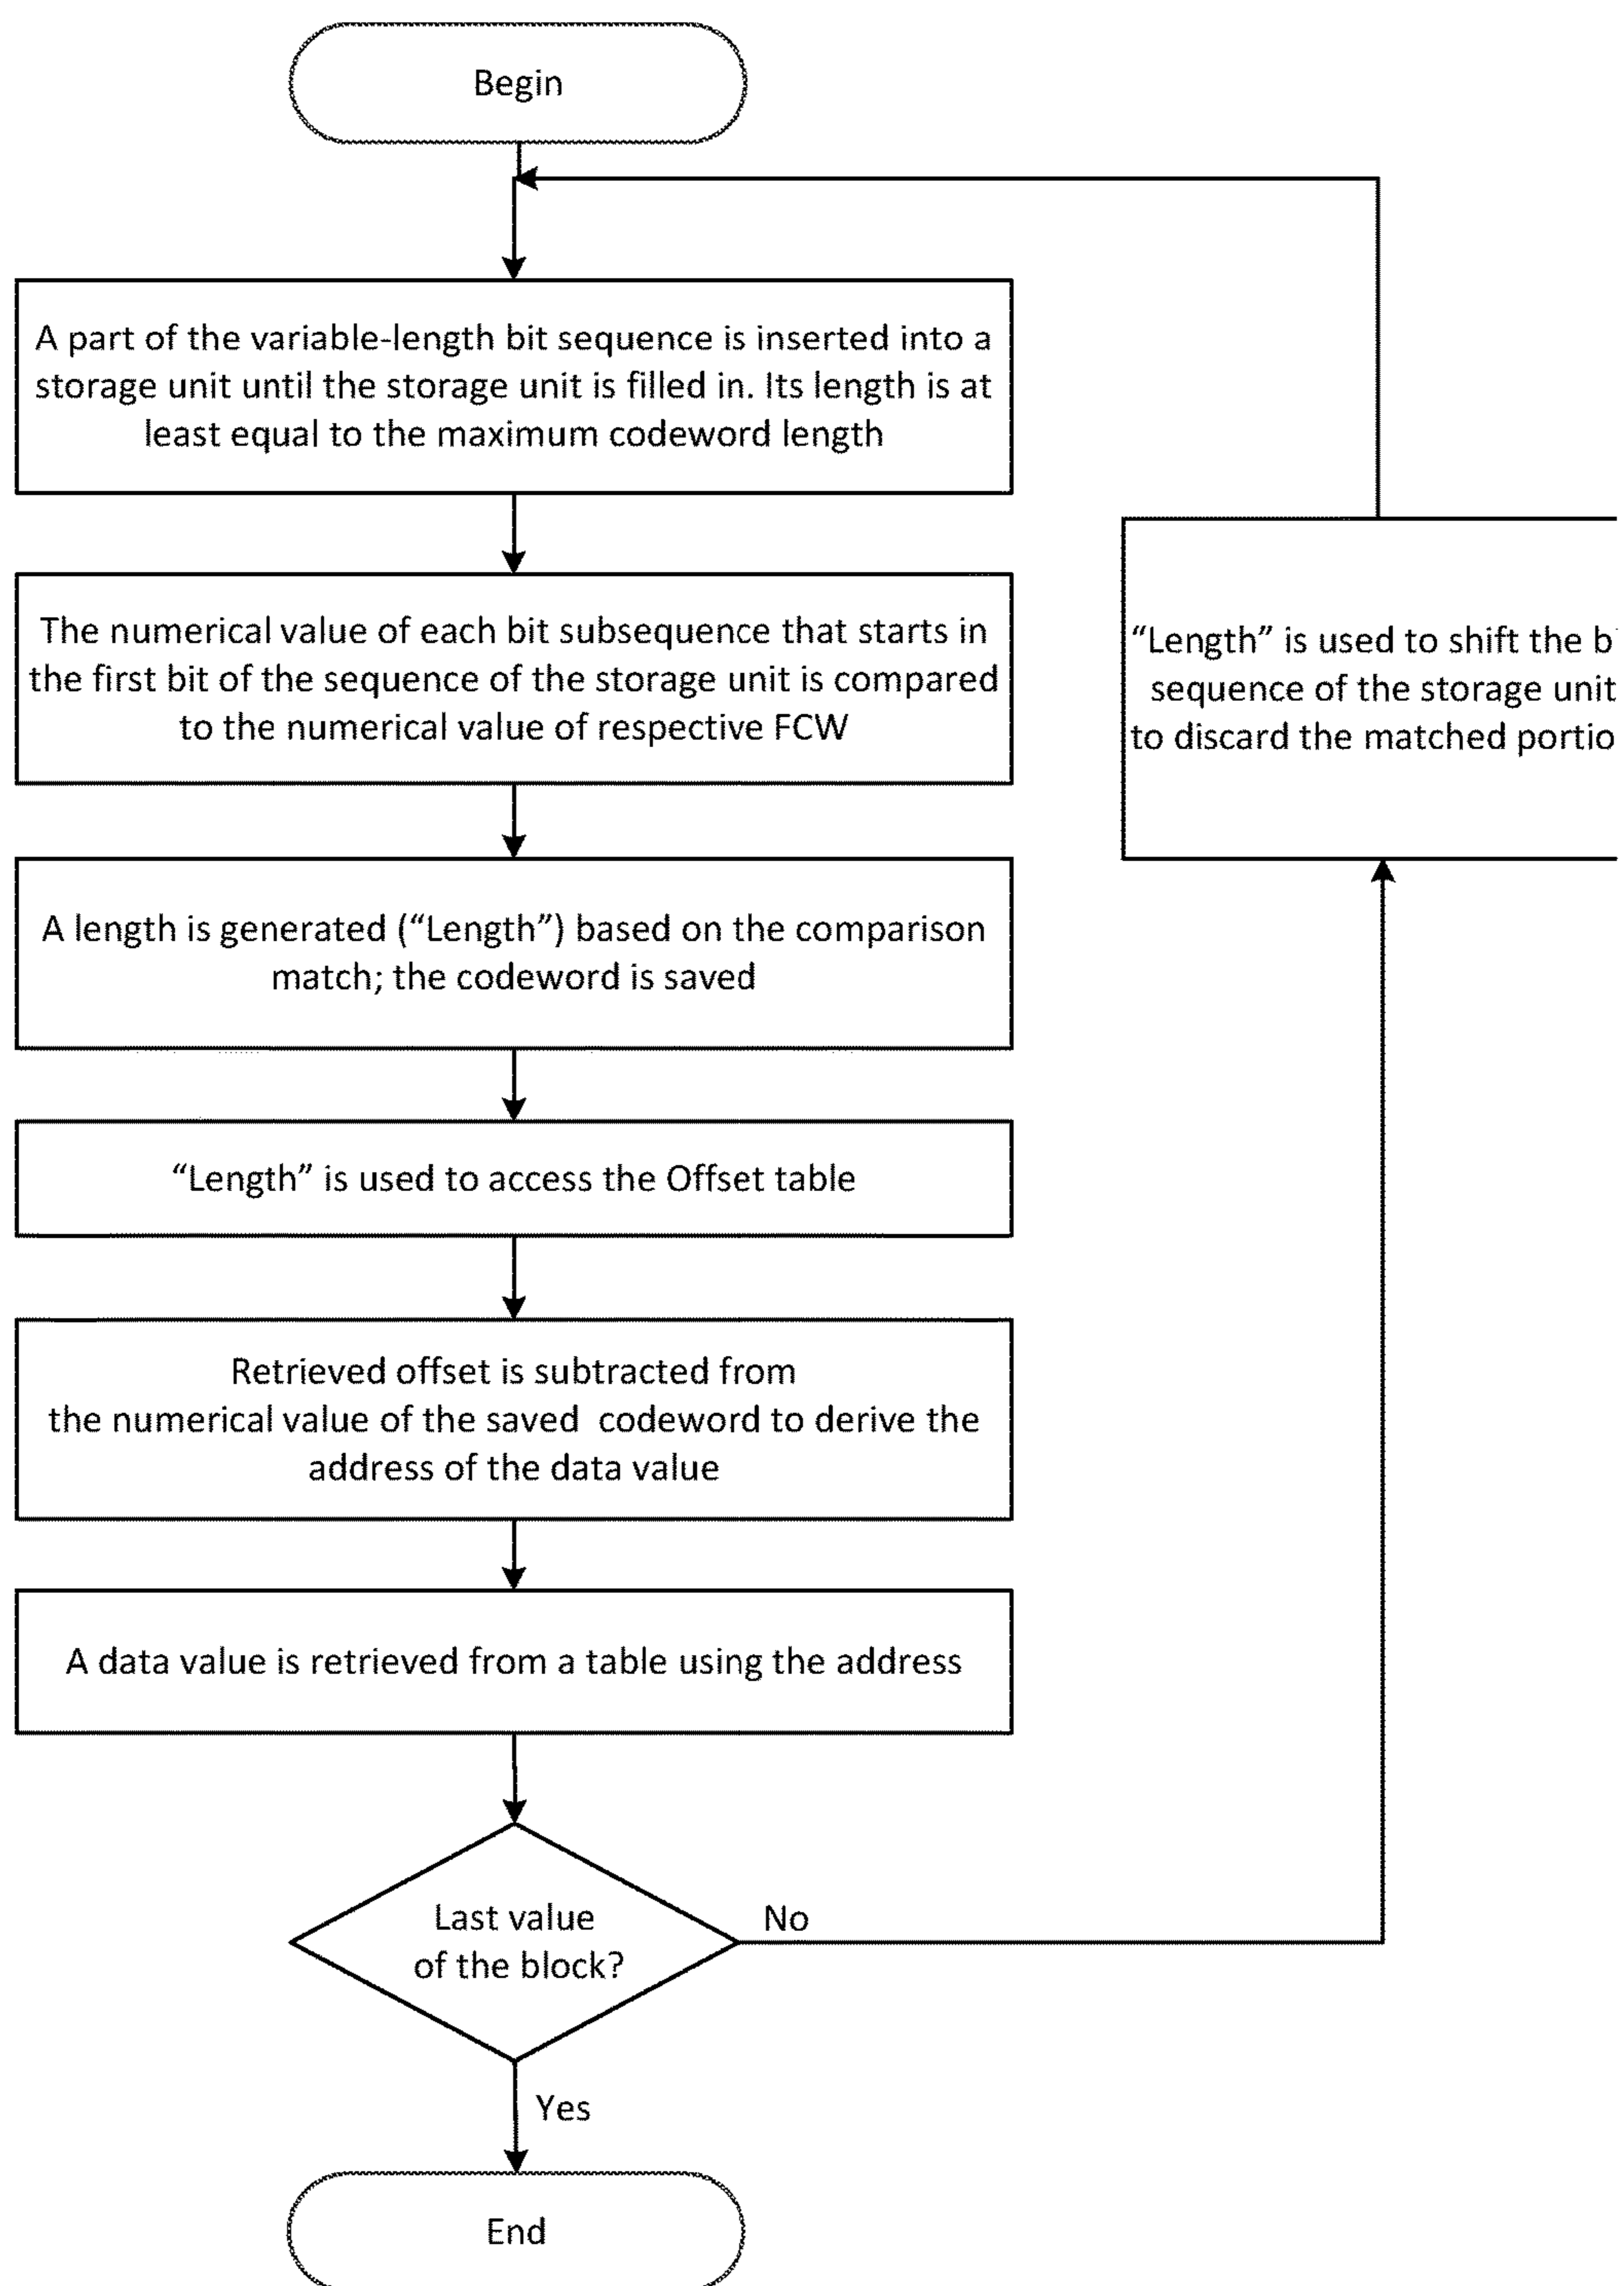 Begin
A part of the variable-length bit sequence is inserted into a
storage unit until the storage unit is filled in. Its length is at
least equal to the maximum codeword length
The numerical value of each bit subsequence that starts in
the first bit of the sequence of the storage unit is compared
to the numerical value of respective FCW
“Length” is used to shift the
sequence of the storage unit
to discard the matched
A length is generated (“Length”) based on the comparison
match; the codeword is saved
“Length” is used to access the Offset table
Retrieved offset is subtracted from
the numerical value of the saved codeword to derive the
address of the data value
A data value is retrieved from a table using the address
Last value
of the block?
No
Yes
End